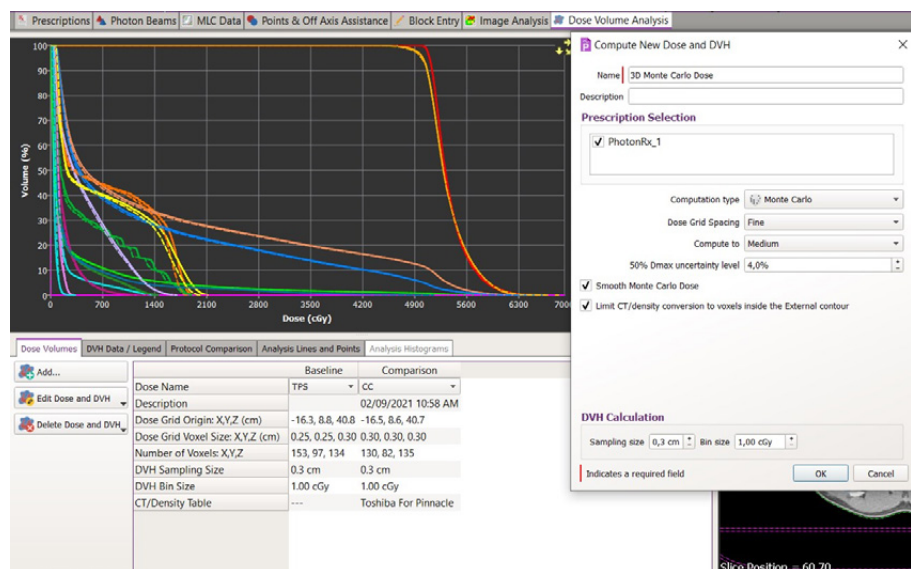 Prescriptions Photon Beams MLC Data Points & Off Axis Assistance Block Entry Image Analysis Dose Volume Analysis
Compute New Dose and DVH
Name 3D Monte Carlo Dose
Description
Prescription Selection
PhotonRx_1
Computation type Monte Carlo
Dose Grid Spacing Fine
Compute to Medium
50% Dmax uncertainty level 4,0%
Smooth Monte Carlo Dose
Limit CT/density conversion to voxels inside the External contour
DVH Calculation
Sampling size 0,3 cm Bin size 1,00 cGy
Indicates a required field OK Cancel
Volume (%)
100
90
80
70
60
50
40
30
20
10
0
0 700 1400 2100 2800 3500 4200 4900 5600 6300 7000
Dose (cGy)
Dose Volumes DVH Data / Legend Protocol Comparison Analysis Lines and Points Analysis Histograms
Add...
Edit Dose and DVH
Delete Dose and DVH
Baseline Comparison
Dose Name TPS CC
Description 02/09/2021 10:58 AM
Dose Grid Origin: X,Y,Z (cm) -16.3, 8.8, 40.8 -16.5, 8.6, 40.7
Dose Grid Voxel Size: X,Y,Z (cm) 0.25, 0.25, 0.30 0.30, 0.30, 0.30
Number of Voxels: X,Y,Z 153, 97, 134 130, 82, 135
DVH Sampling Size 0.3 cm 0.3 cm
DVH Bin Size 1.00 cGy 1.00 cGy
CT/Density Table --- Toshiba For Pinnacle
Slice Position = 60.70